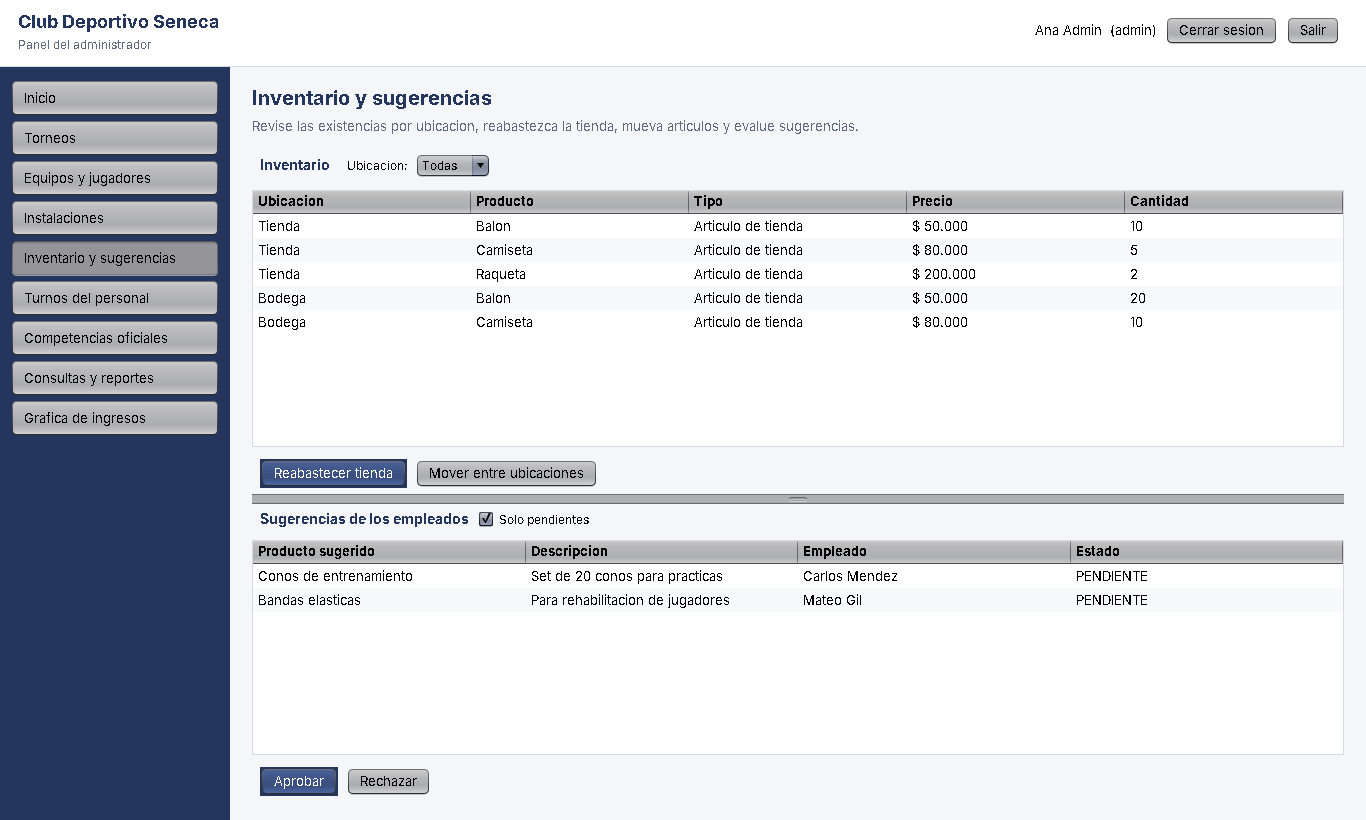 Club Deportivo Seneca
Panel del administrador
Ana Admin (admin)
Cerrar sesion
Salir
Inicio
Torneos
Equipos y jugadores
Instalaciones
Inventario y sugerencias
Turnos del personal
Competencias oficiales
Consultas y reportes
Grafica de ingresos
Inventario y sugerencias
Revise las existencias por ubicacion, reabastezca la tienda, mueva articulos y evalue sugerencias.
Inventario Ubicacion: Todas
Ubicacion Producto Tipo Precio Cantidad
Tienda Balon Articulo de tienda $ 50.000 10
Tienda Camiseta Articulo de tienda $ 80.000 5
Tienda Raqueta Articulo de tienda $ 200.000 2
Bodega Balon Articulo de tienda $ 50.000 20
Bodega Camiseta Articulo de tienda $ 80.000 10
Reabastecer tienda Mover entre ubicaciones
Sugerencias de los empleados Solo pendientes
Producto sugerido Descripcion Empleado Estado
Conos de entrenamiento Set de 20 conos para practicas Carlos Mendez PENDIENTE
Bandas elasticas Para rehabilitacion de jugadores Mateo Gil PENDIENTE
Aprobar Rechazar